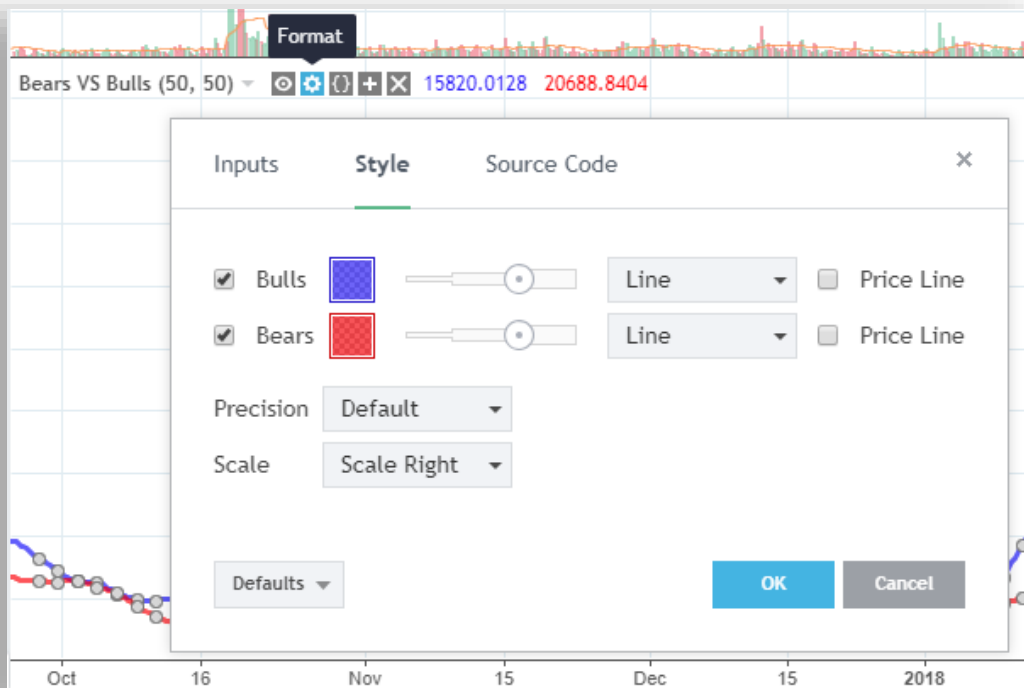 Format
Bears VS Bulls (50, 50) 15820.0128 20688.8404
Inputs Style Source Code
Bulls Line Price Line
Bears Line Price Line
Precision Default
Scale Scale Right
Defaults OK Cancel
Oct 16 Nov 15 Dec 15 2018